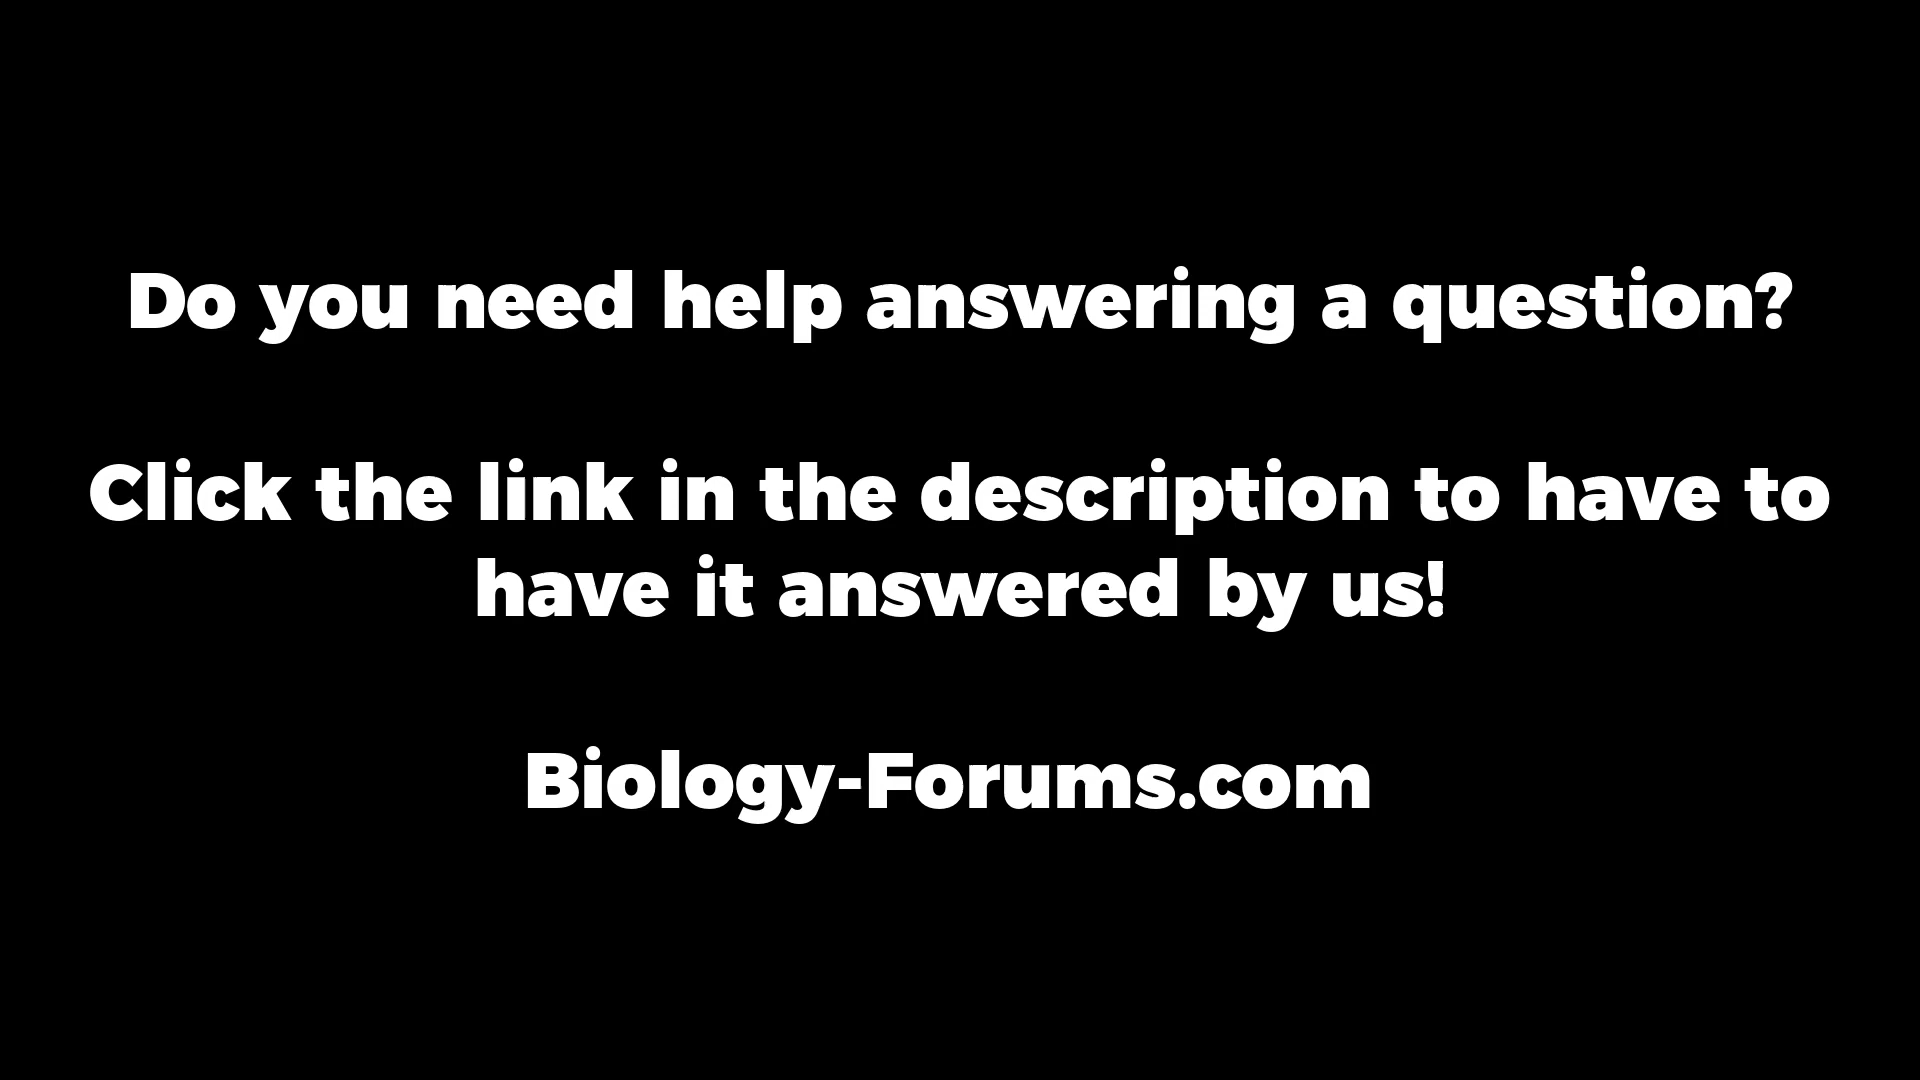 Do you need help answering a question?
Click the link in the description to have to
have it answered by us!
Biology-Forums.com